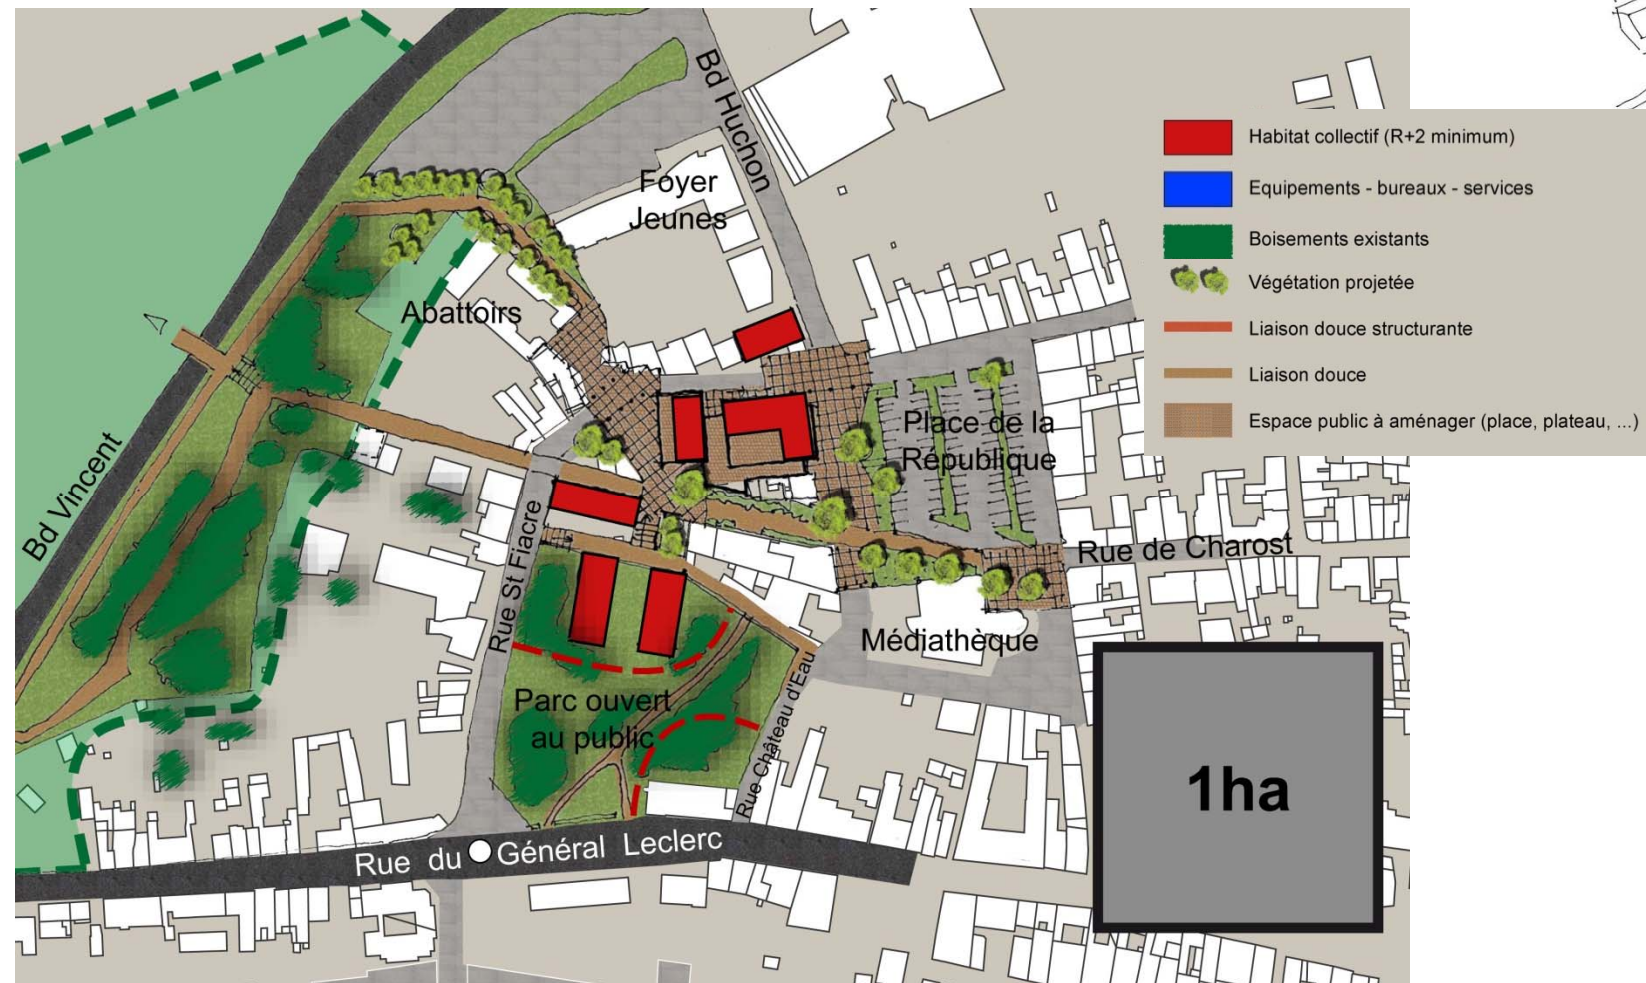 Bd Huchon
Habitat collectif (R+2 minimum)
Equipements - bureaux - services
Boisements existants
Végétation projetée
Liaison douce structurante
Liaison douce
Espace public à aménager (place, plateau, ...)
Foyer
Jeunes
Abattoirs
Place de la
République
Bd Vincent
Rue St Fiacre
Rue de Charost
Médiathèque
Parc ouvert
au public
Rue Château d'Eau
1ha
Rue du Général Leclerc